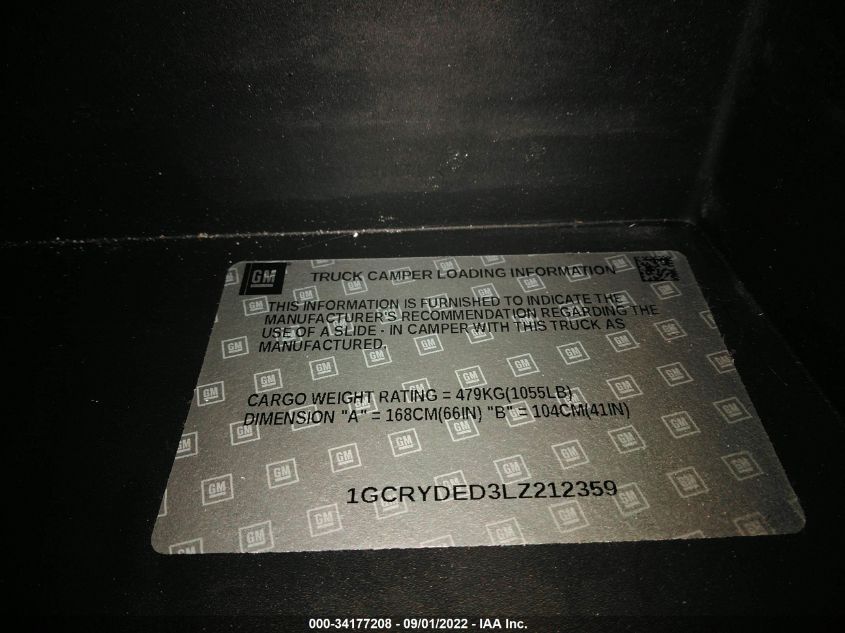 GM TRUCK CAMPER LOADING INFORMATION
THIS INFORMATION IS FURNISHED TO INDICATE THE
MANUFACTURER'S RECOMMENDATION REGARDING THE
USE OF A SLIDE - IN CAMPER WITH THIS TRUCK AS
MANUFACTURED.
CARGO WEIGHT RATING = 479KG(1055LB)
DIMENSION "A" = 168CM(66IN) "B" = 104CM(41IN)
1GCRYDED3LZ212359
000-34177208 - 09/01/2022 - IAA Inc.